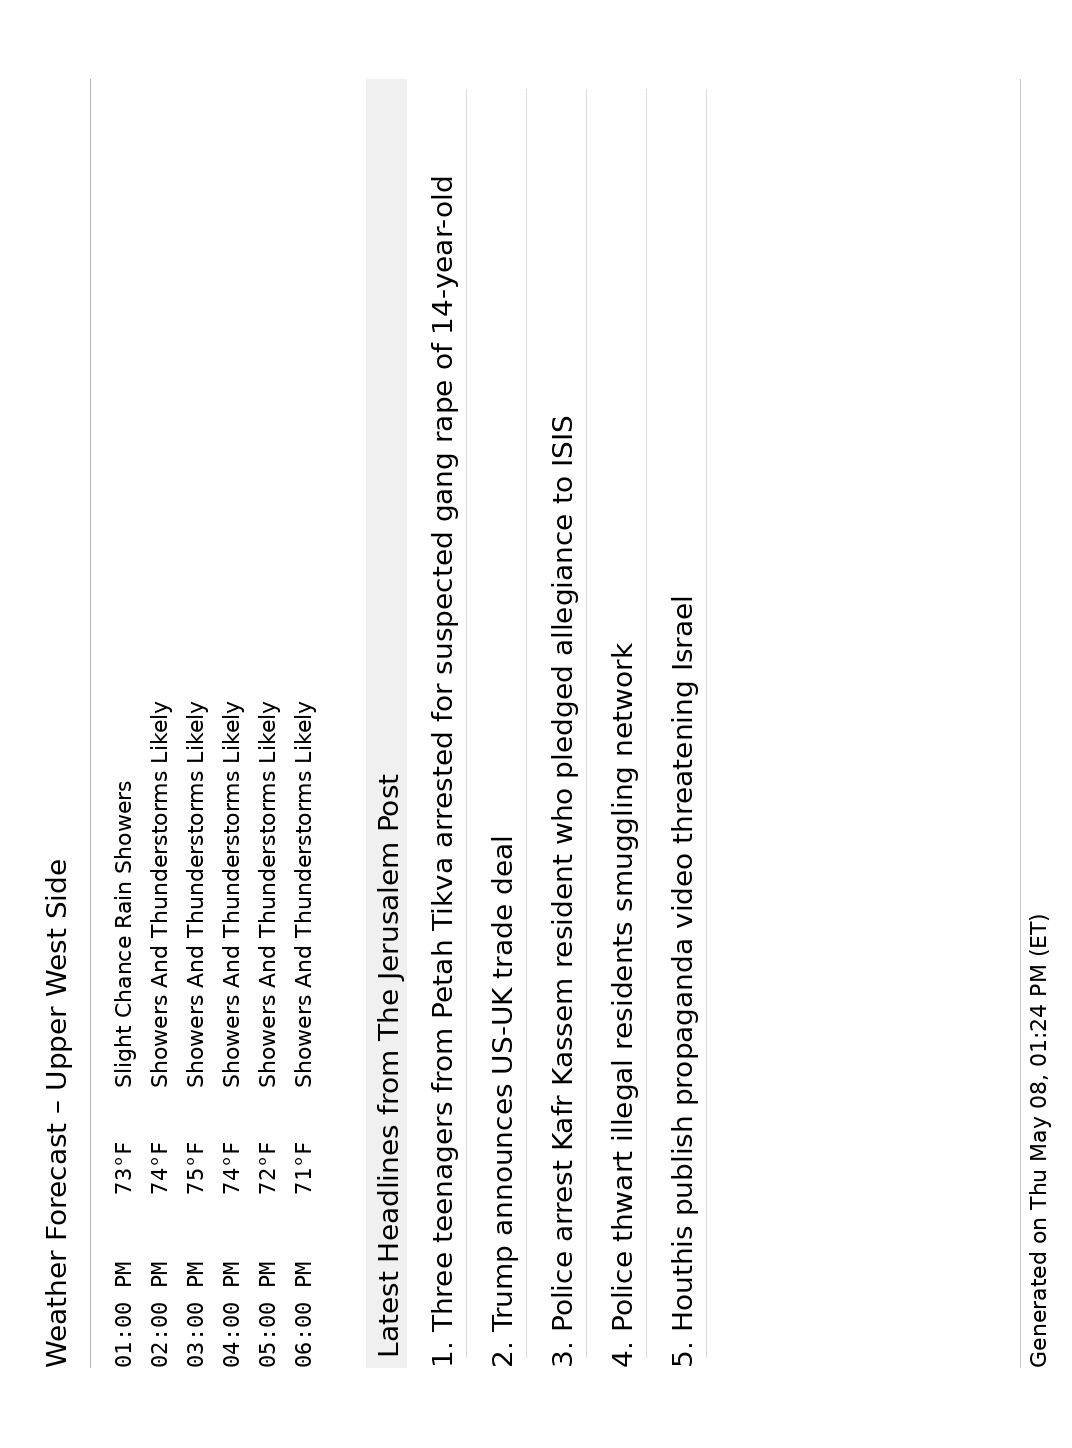 Weather Forecast – Upper West Side
01:00 PM 73°F Slight Chance Rain Showers
02:00 PM 74°F Showers And Thunderstorms Likely
03:00 PM 75°F Showers And Thunderstorms Likely
04:00 PM 74°F Showers And Thunderstorms Likely
05:00 PM 72°F Showers And Thunderstorms Likely
06:00 PM 71°F Showers And Thunderstorms Likely
Latest Headlines from The Jerusalem Post
1. Three teenagers from Petah Tikva arrested for suspected gang rape of 14-year-old
2. Trump announces US-UK trade deal
3. Police arrest Kafr Kassem resident who pledged allegiance to ISIS
4. Police thwart illegal residents smuggling network
5. Houthis publish propaganda video threatening Israel
Generated on Thu May 08, 01:24 PM (ET)